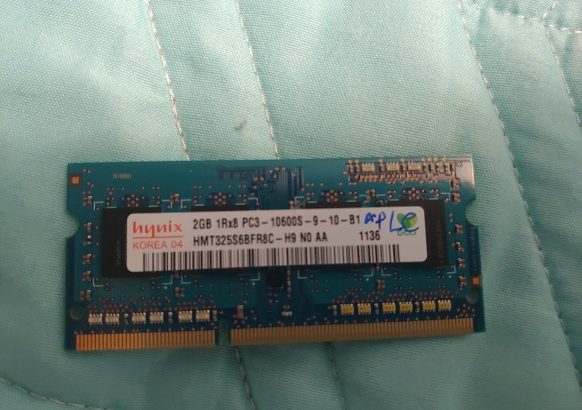 hynix
KOREA 04
2GB 1Rx8 PC3-10600S-9-10-B1
HMT325S6BFR8C-H9 N0 AA 1136